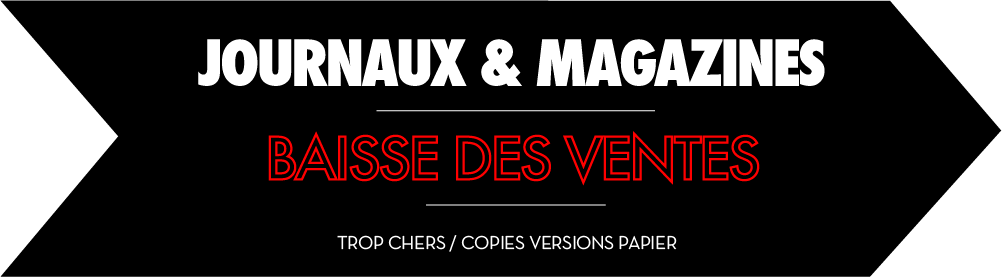 JOURNAUX & MAGAZINES
BAISSE DES VENTES
TROP CHERS / COPIES VERSIONS PAPIER